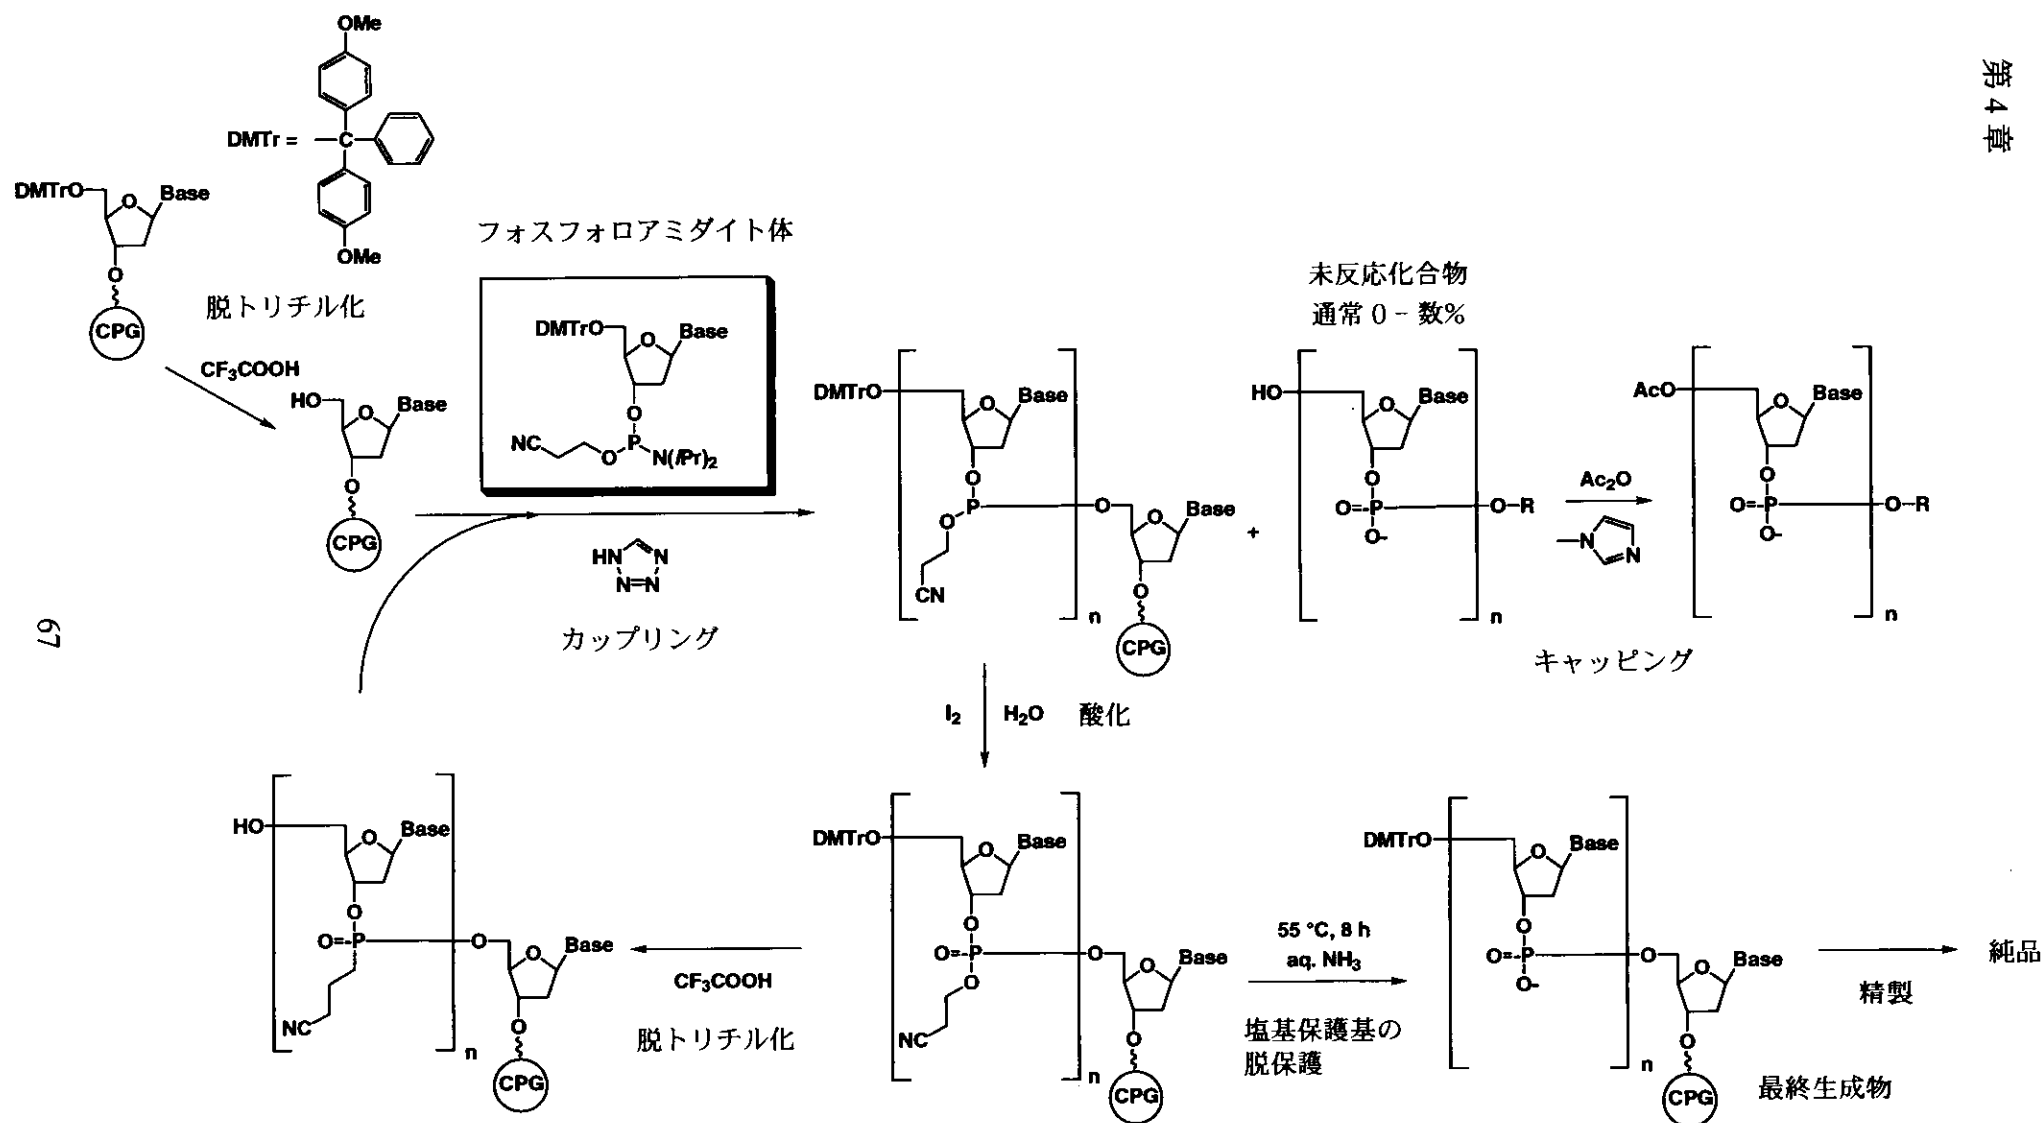 第4章
67
DMTr =
OMe
C
OMe
DMTrO
O
Base
O
CPG
脱トリチル化
CF₃COOH
HO
O
Base
O
CPG
フォスフォロアミダイト体
DMTrO
O
Base
O
NC
O
P
N(iPr)₂
HN
N
N=N
カップリング
DMTrO
O
Base
O
P
O
O
CN
n
O
Base
O
CPG
+
未反応化合物
通常 0 - 数%
HO
O
Base
O
O=P
O-R
O-
n
Ac₂O
N
N
キャッピング
AcO
O
Base
O
O=P
O-R
O-
n
I₂
H₂O
酸化
DMTrO
O
Base
O
O=P
O
O
NC
n
O
Base
O
CPG
CF₃COOH
脱トリチル化
HO
O
Base
O
O=P
O
NC
n
O
Base
O
CPG
55 °C, 8 h
aq. NH₃
塩基保護基の
脱保護
DMTrO
O
Base
O
O=P
O
O-
n
O
Base
O
CPG
最終生成物
精製
純品